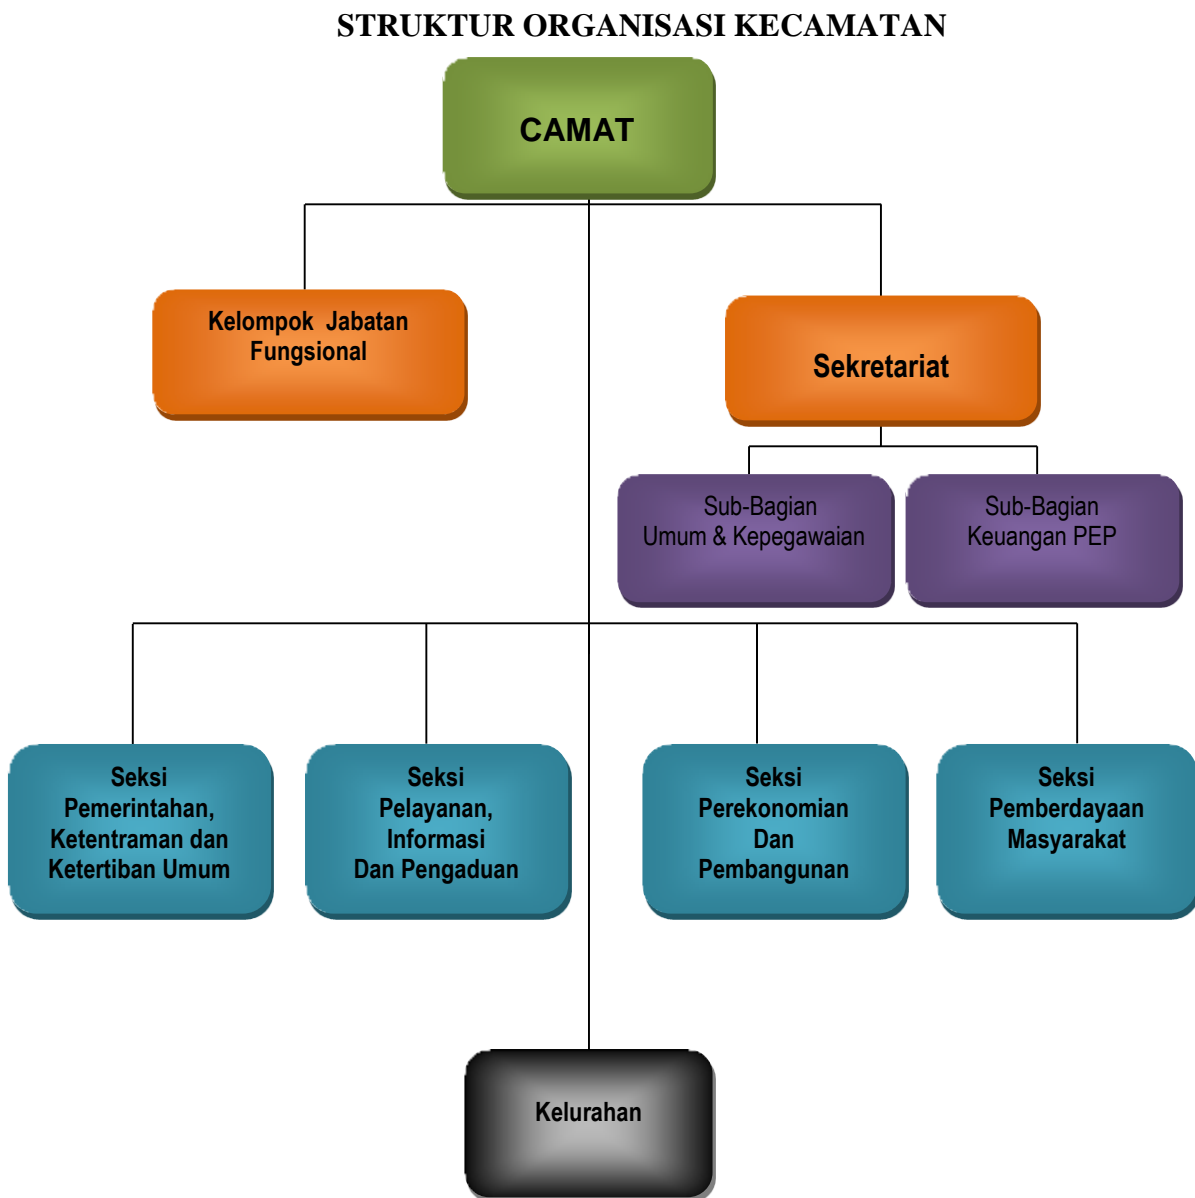 STRUKTUR ORGANISASI KECAMATAN
CAMAT
Kelompok Jabatan
Fungsional
Sekretariat
Sub-Bagian
Umum & Kepegawaian
Sub-Bagian
Keuangan PEP
Seksi
Pemerintahan,
Ketentraman dan
Ketertiban Umum
Seksi
Pelayanan,
Informasi
Dan Pengaduan
Seksi
Perekonomian
Dan
Pembangunan
Seksi
Pemberdayaan
Masyarakat
Kelurahan